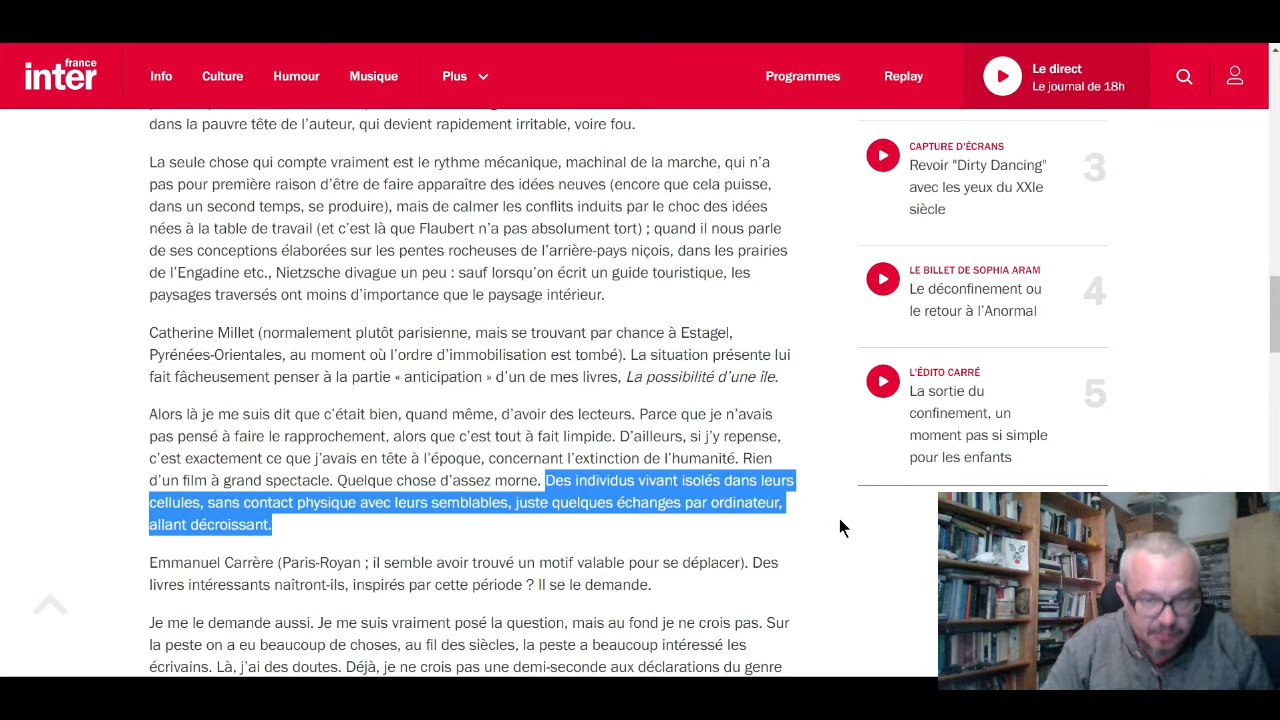 france
inter
Info
Culture
Humour
Musique
Plus
Programmes
Replay
Le direct
Le journal de 18h
dans la pauvre tête de l’auteur, qui devient rapidement irritable, voire fou.
La seule chose qui compte vraiment est le rythme mécanique, machinal de la marche, qui n’a
pas pour première raison d’être de faire apparaître des idées neuves (encore que cela puisse,
dans un second temps, se produire), mais de calmer les conflits induits par le choc des idées
nées à la table de travail (et c’est là que Flaubert n’a pas absolument tort) ; quand il nous parle
de ses conceptions élaborées sur les pentes rocheuses de l’arrière-pays niçois, dans les prairies
de l’Engadine etc., Nietzsche divague un peu : sauf lorsqu’on écrit un guide touristique, les
paysages traversés ont moins d’importance que le paysage intérieur.
Catherine Millet (normalement plutôt parisienne, mais se trouvant par chance à Estagel,
Pyrénées-Orientales, au moment où l’ordre d’immobilisation est tombé). La situation présente lui
fait fâcheusement penser à la partie « anticipation » d’un de mes livres, La possibilité d’une île.
Alors là je me suis dit que c’était bien, quand même, d’avoir des lecteurs. Parce que je n’avais
pas pensé à faire le rapprochement, alors que c’est tout à fait limpide. D’ailleurs, si j’y repense,
c’est exactement ce que j’avais en tête à l’époque, concernant l’extinction de l’humanité. Rien
d’un film à grand spectacle. Quelque chose d’assez morne. Des individus vivant isolés dans leurs
cellules, sans contact physique avec leurs semblables, juste quelques échanges par ordinateur,
allant décroissant.
Emmanuel Carrère (Paris-Royan ; il semble avoir trouvé un motif valable pour se déplacer). Des
livres intéressants naîtront-ils, inspirés par cette période ? Il se le demande.
Je me le demande aussi. Je me suis vraiment posé la question, mais au fond je ne crois pas. Sur
la peste on a eu beaucoup de choses, au fil des siècles, la peste a beaucoup intéressé les
écrivains. Là, j’ai des doutes. Déjà, je ne crois pas une demi-seconde aux déclarations du genre
CAPTURE D'ÉCRANS
Revoir "Dirty Dancing"
avec les yeux du XXIe
siècle
3
LE BILLET DE SOPHIA ARAM
Le déconfinement ou
le retour à l’Anormal
4
L'ÉDITO CARRÉ
La sortie du
confinement, un
moment pas si simple
pour les enfants
5